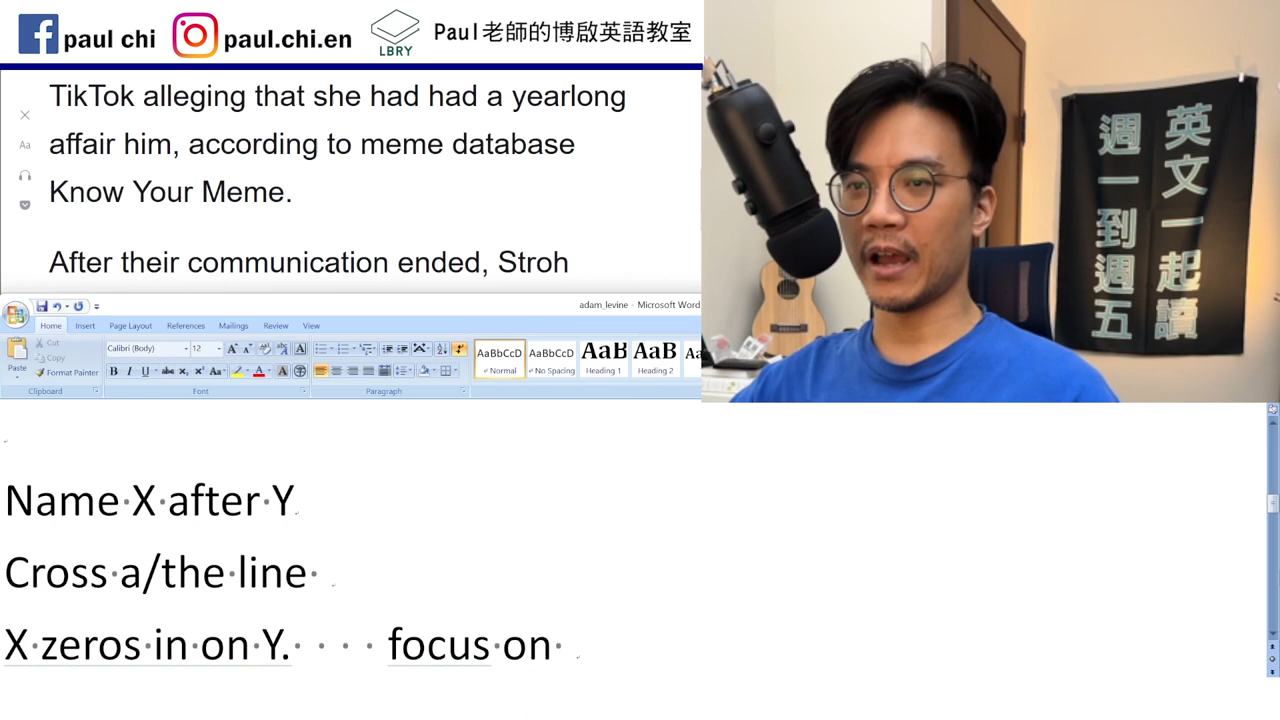 paul chi
paul.chi.en
LBRY
Paul老師的博啟英語教室
TikTok alleging that she had had a yearlong
affair him, according to meme database
Know Your Meme.
After their communication ended, Stroh
Aa
adam_levine - Microsoft Word
Home Insert Page Layout References Mailings Review View
Paste
Cut
Copy
Format Painter
Clipboard
Calibri (Body) 12
Font
Paragraph
AaBbCcD AaBbCcD AaBb AaBb Aa
Normal No Spacing Heading 1 Heading 2
英文一起讀
週一到週五
Name X after Y
Cross a/the line
X zeros in on Y. focus on